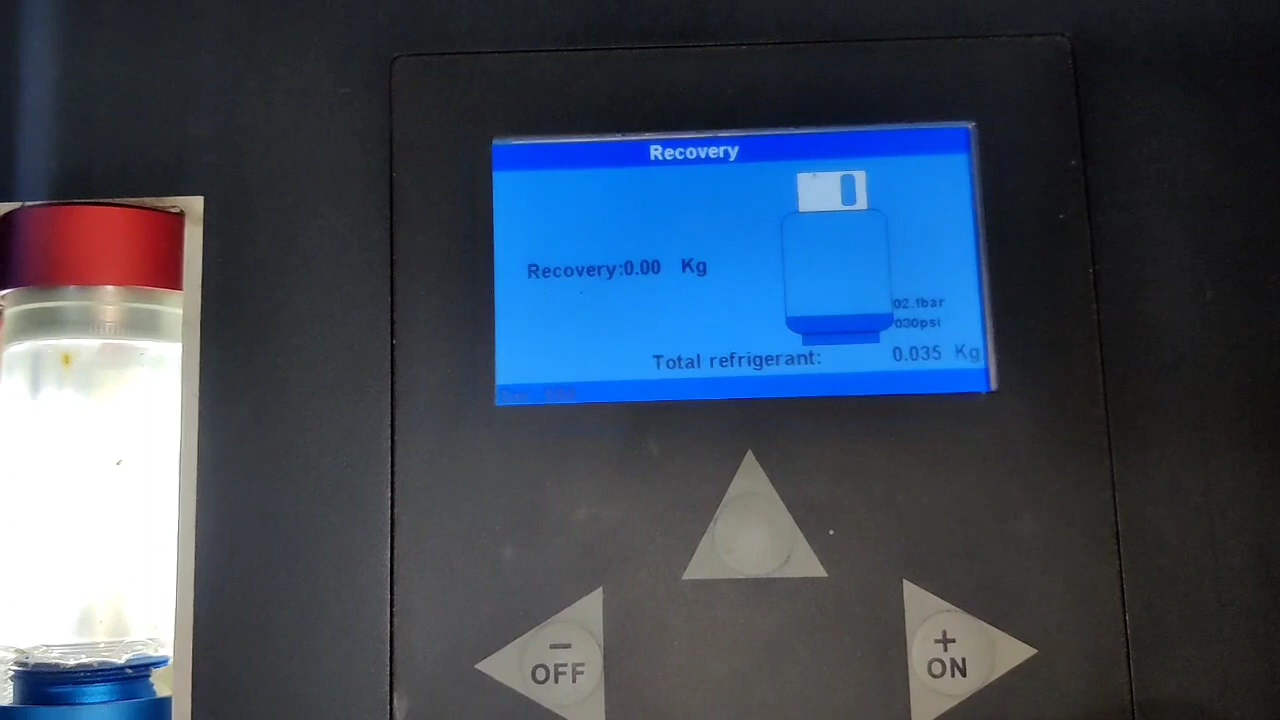 Recovery
Recovery:0.00 Kg
02.1bar
030psi
Total refrigerant: 0.035 Kg
−
OFF
+
ON